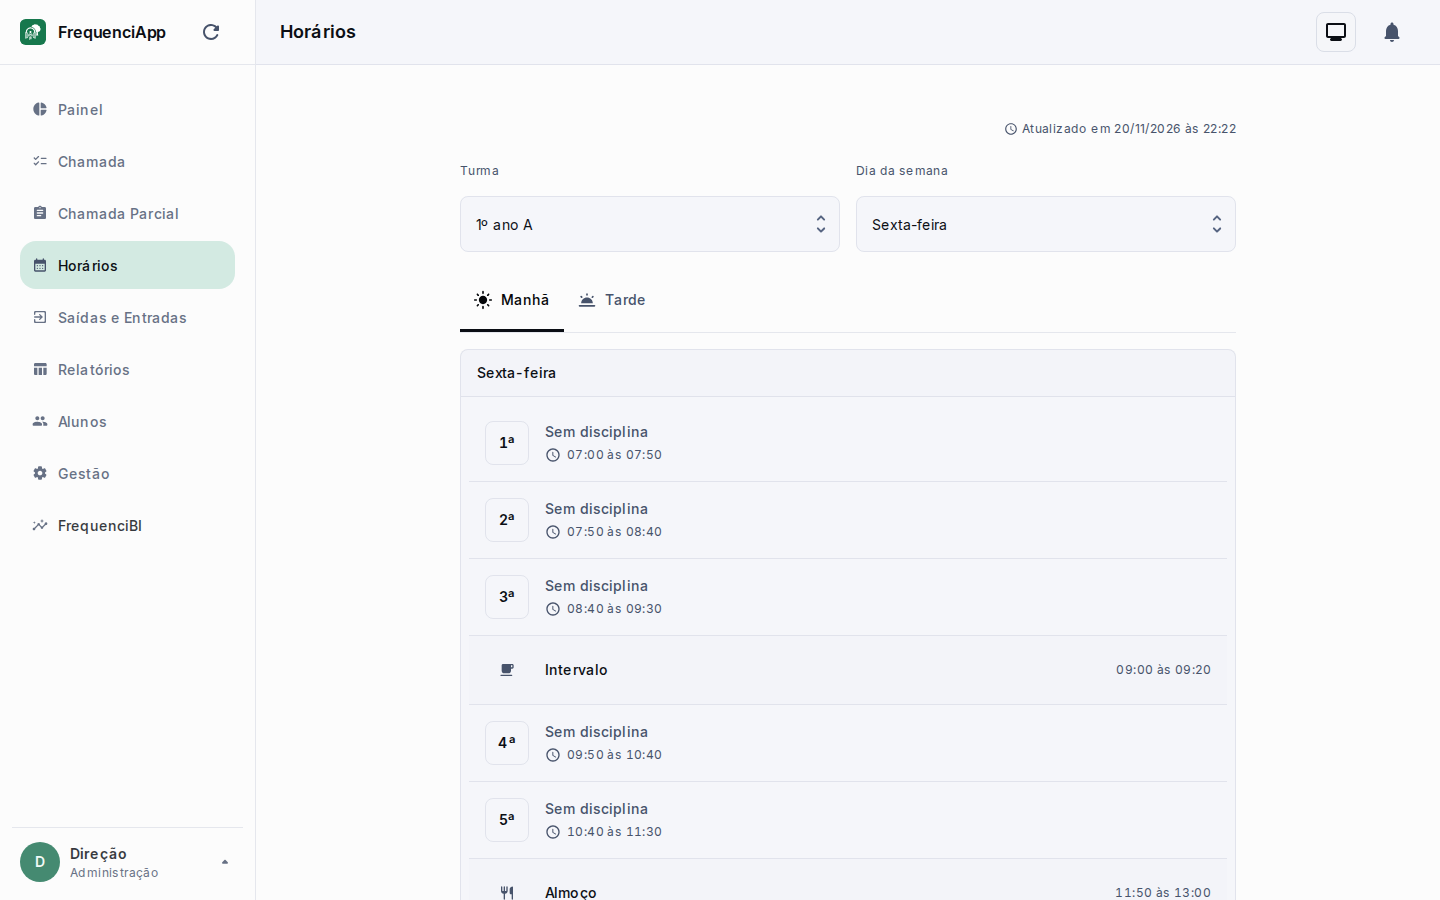 FrequenciApp
Horários
Painel
Chamada
Chamada Parcial
Horários
Saídas e Entradas
Relatórios
Alunos
Gestão
FrequenciBI
D
Direção
Administração
Atualizado em 20/11/2026 às 22:22
Turma
Dia da semana
1º ano A
Sexta-feira
Manhã
Tarde
Sexta-feira
1ª
Sem disciplina
07:00 às 07:50
2ª
Sem disciplina
07:50 às 08:40
3ª
Sem disciplina
08:40 às 09:30
Intervalo
09:00 às 09:20
4ª
Sem disciplina
09:50 às 10:40
5ª
Sem disciplina
10:40 às 11:30
Almoço
11:50 às 13:00